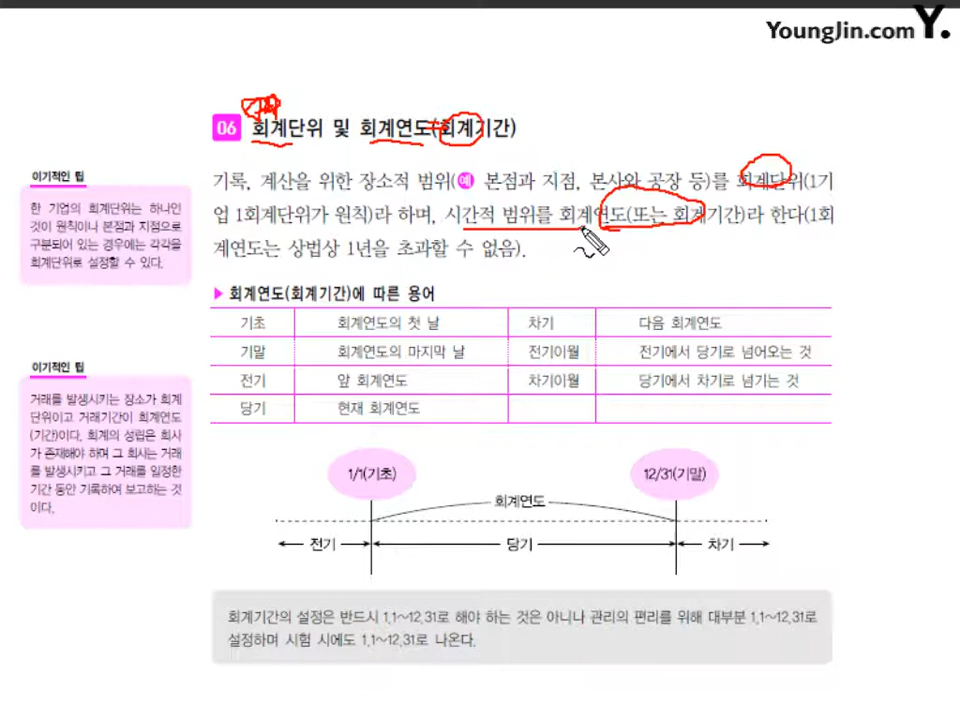 YoungJin.com Y.
06 회계단위 및 회계연도(회계기간)
기록, 계산을 위한 장소적 범위(예 본점과 지점, 본사와 공장 등)를 회계단위(1기
업 1회계단위가 원칙)라 하며, 시간적 범위를 회계연도(또는 회계기간)라 한다(1회
계연도는 상법상 1년을 초과할 수 없음).
이기적인 팁
한 기업의 회계단위는 하나인
것이 원칙이나 본점과 지점으로
구분되어 있는 경우에는 각각을
회계단위로 설정할 수 있다.
▶ 회계연도(회계기간)에 따른 용어
기초 회계연도의 첫 날 차기 다음 회계연도
기말 회계연도의 마지막 날 전기이월 전기에서 당기로 넘어오는 것
전기 앞 회계연도 차기이월 당기에서 차기로 넘기는 것
당기 현재 회계연도
이기적인 팁
거래를 발생시키는 장소가 회계
단위이고 거래기간이 회계연도
(기간)이다. 회계의 성립은 회사
가 존재해야 하며 그 회사는 거래
를 발생시키고 그 거래를 일정한
기간 동안 기록하여 보고하는 것
이다.
1/1(기초) 12/31(기말)
회계연도
전기 당기 차기
회계기간의 설정은 반드시 1.1~12.31로 해야 하는 것은 아니나 관리의 편리를 위해 대부분 1.1~12.31로
설정하며 시험 시에도 1.1~12.31로 나온다.